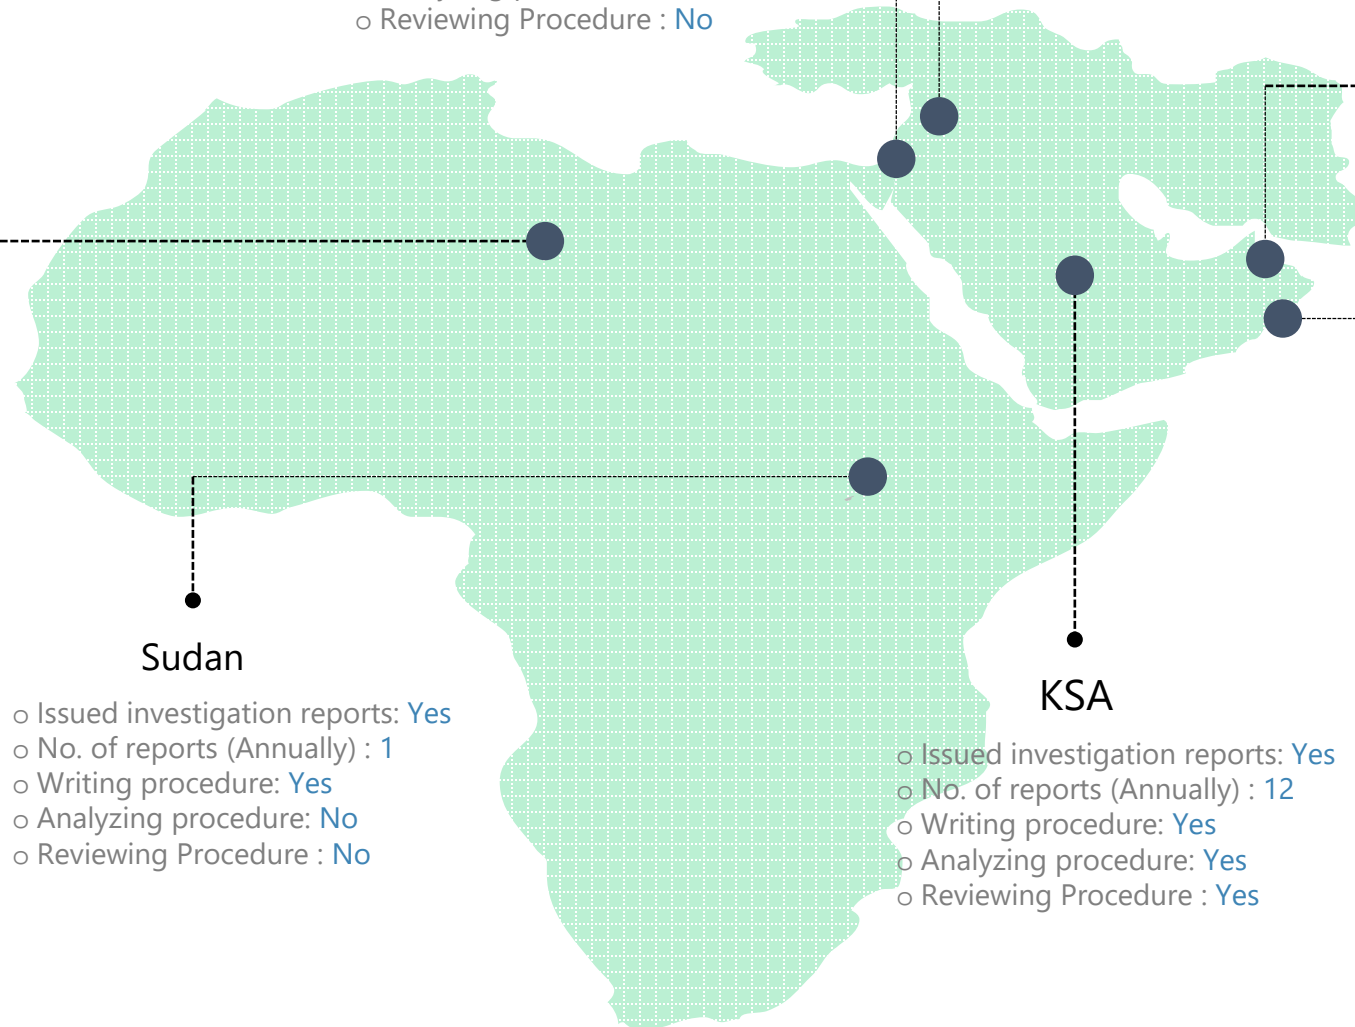 o Reviewing Procedure : No
Sudan
o Issued investigation reports: Yes
o No. of reports (Annually) : 1
o Writing procedure: Yes
o Analyzing procedure: No
o Reviewing Procedure : No
KSA
o Issued investigation reports: Yes
o No. of reports (Annually) : 12
o Writing procedure: Yes
o Analyzing procedure: Yes
o Reviewing Procedure : Yes